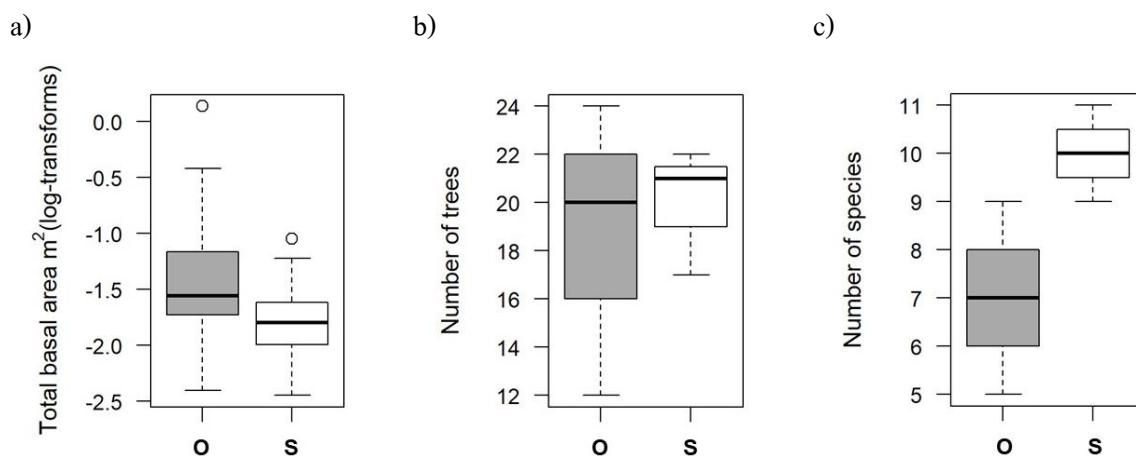 a)
Total basal area m²(log-transforms)
0.0
-0.5
-1.0
-1.5
-2.0
-2.5
O S
b)
Number of trees
24
22
20
18
16
14
12
O S
c)
Number of species
11
10
9
8
7
6
5
O S